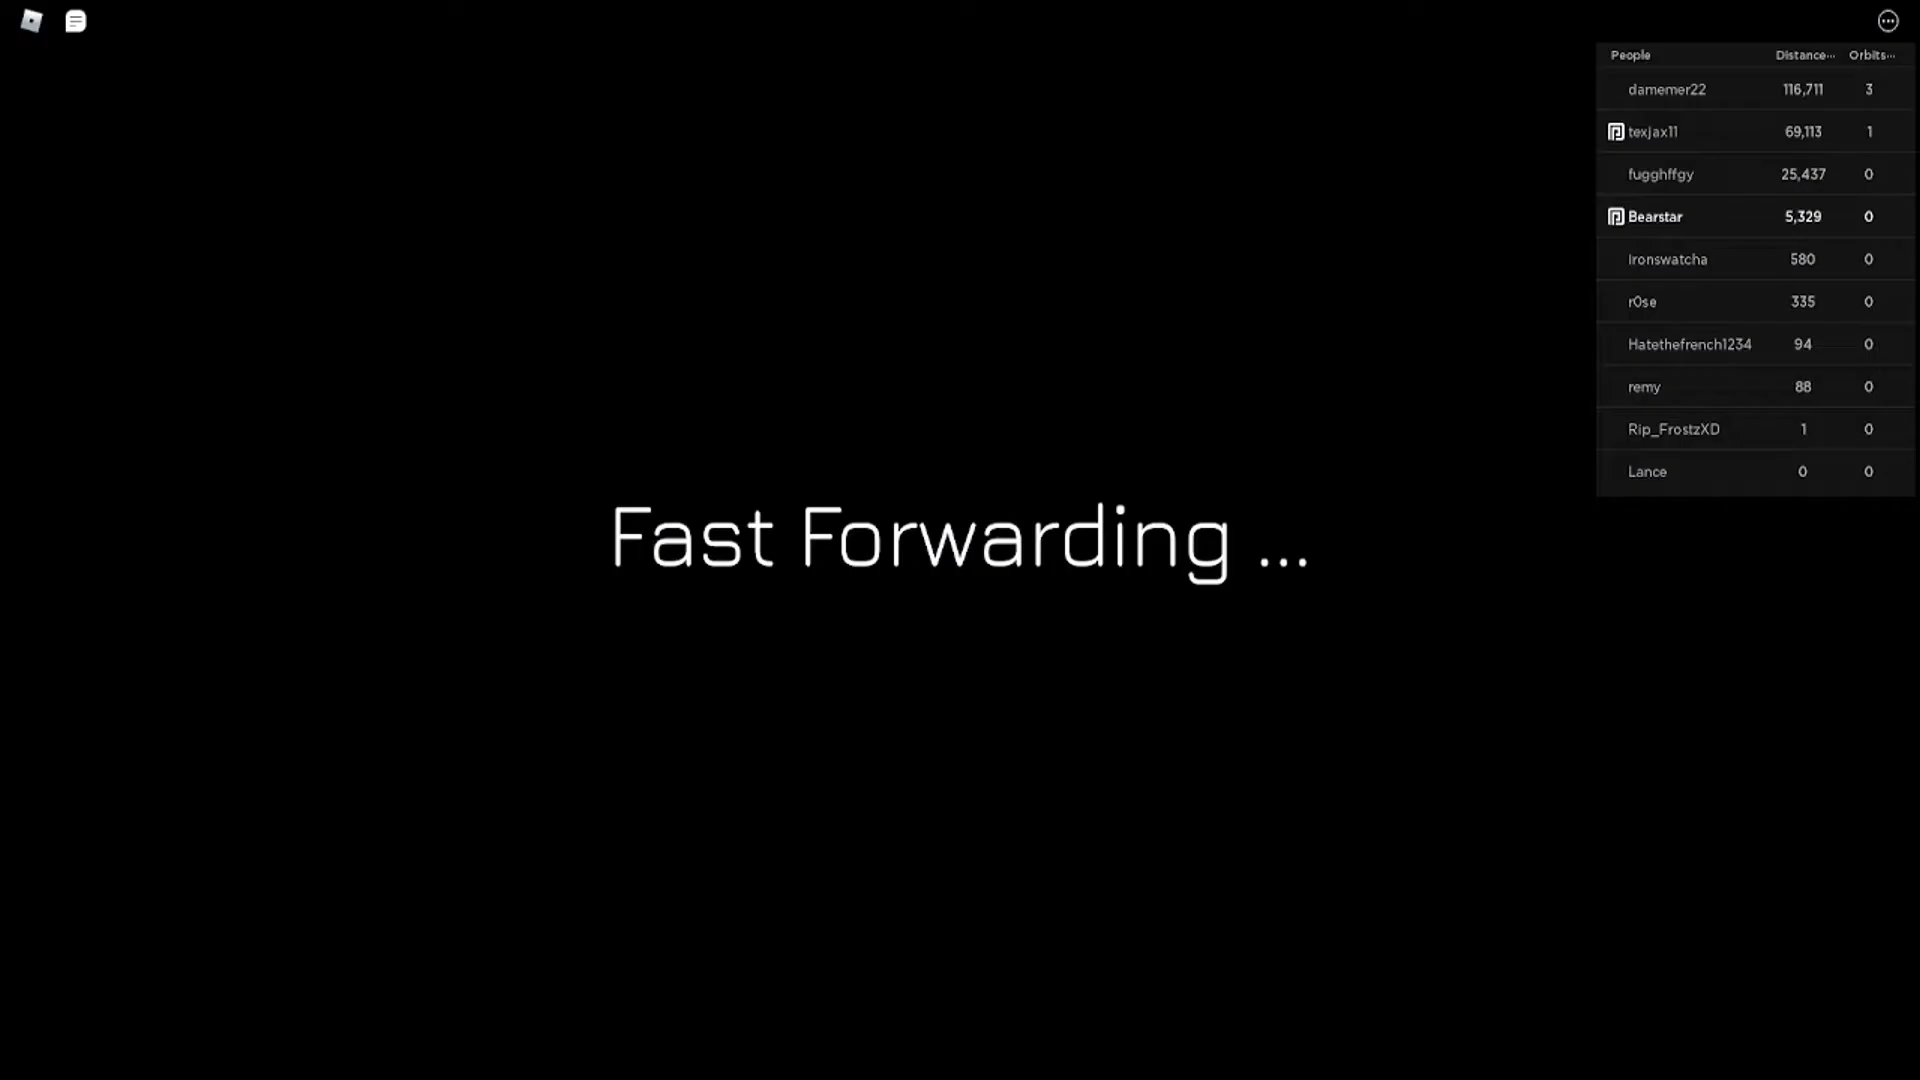 People Distance... Orbits...
damemer22 116,711 3
texjax11 69,113 1
fugghffgy 25,437 0
Bearstar 5,329 0
ironswatcha 580 0
r0se 335 0
Hatethefrench1234 94 0
remy 88 0
Rip_FrostzXD 1 0
Lance 0 0
Fast Forwarding ...